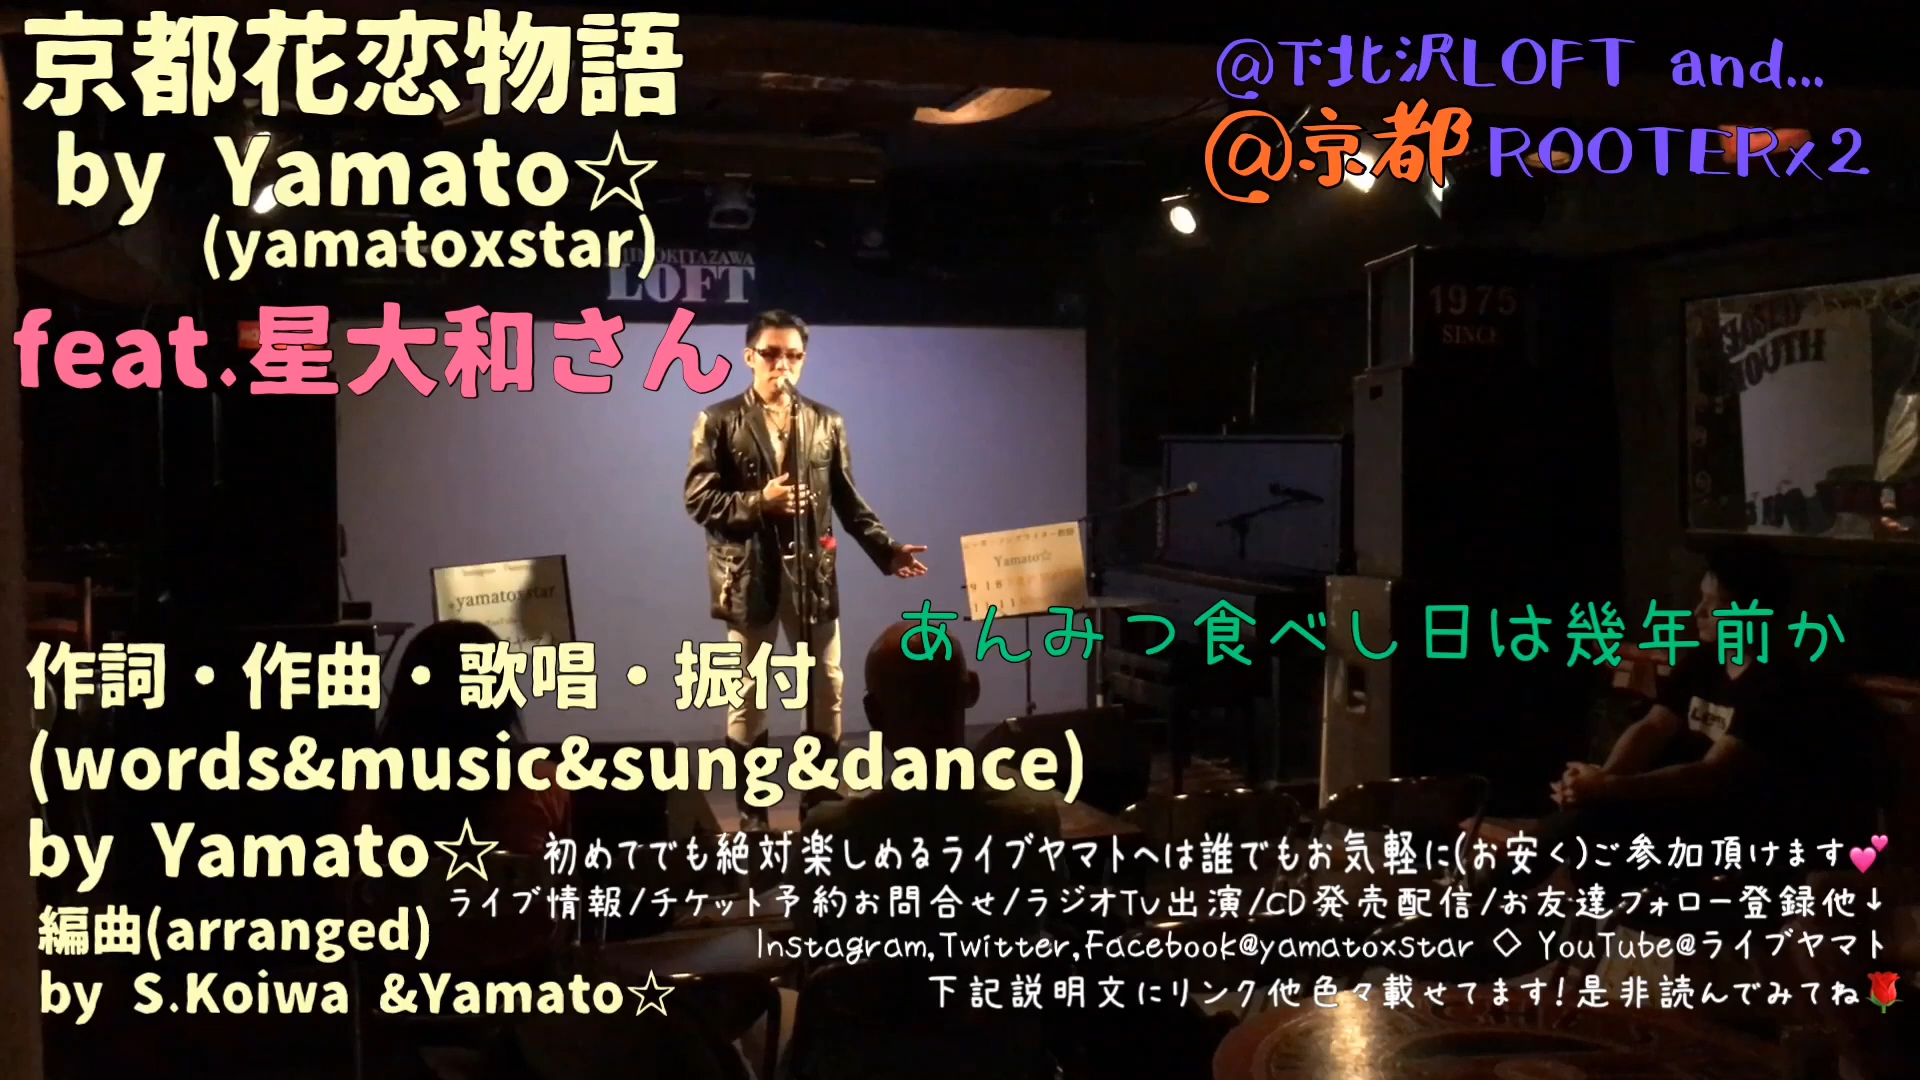 京都花恋物語
by Yamato☆
(yamatoxstar)
feat.星大和さん
@下北沢LOFT and...
@京都 ROOTERx2
SHIMOKITAZAWA
LOFT
1975
SINCE
yamatoxstar
Yamato☆
あんみつ食べし日は幾年前か
作詞・作曲・歌唱・振付
(words&music&sung&dance)
by Yamato☆
編曲(arranged)
by S.Koiwa &Yamato☆
初めてでも絶対楽しめるライブヤマトへは誰でもお気軽に(お安く)ご参加頂けます💕
ライブ情報/チケット予約お問合せ/ラジオTV出演/CD発売配信/お友達フォロー登録他↓
Instagram,Twitter,Facebook@yamatoxstar ◇ YouTube@ライブヤマト
下記説明文にリンク他色々載せてます!是非読んでみてね🌹